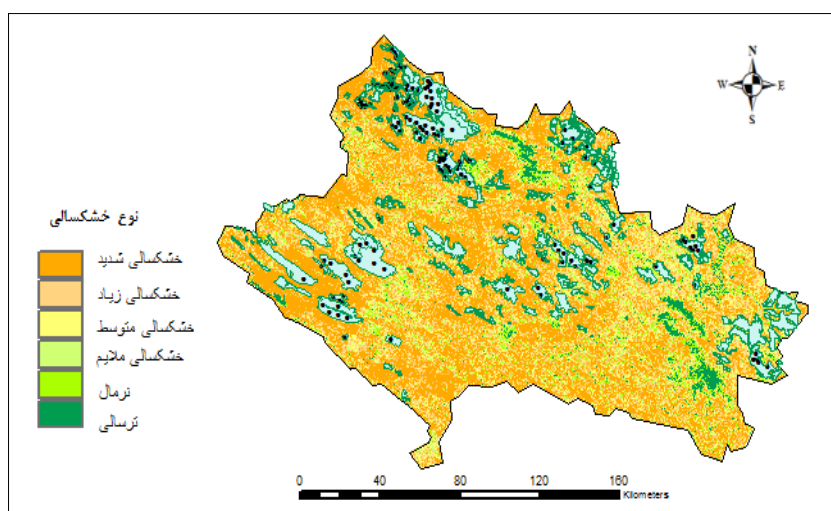 N
W E
S
نوع خشکسالی
خشکسالی شدید
خشکسالی زیاد
خشکسالی متوسط
خشکسالی ملایم
نرمال
ترسالی
0 40 80 120 160
Kilometers